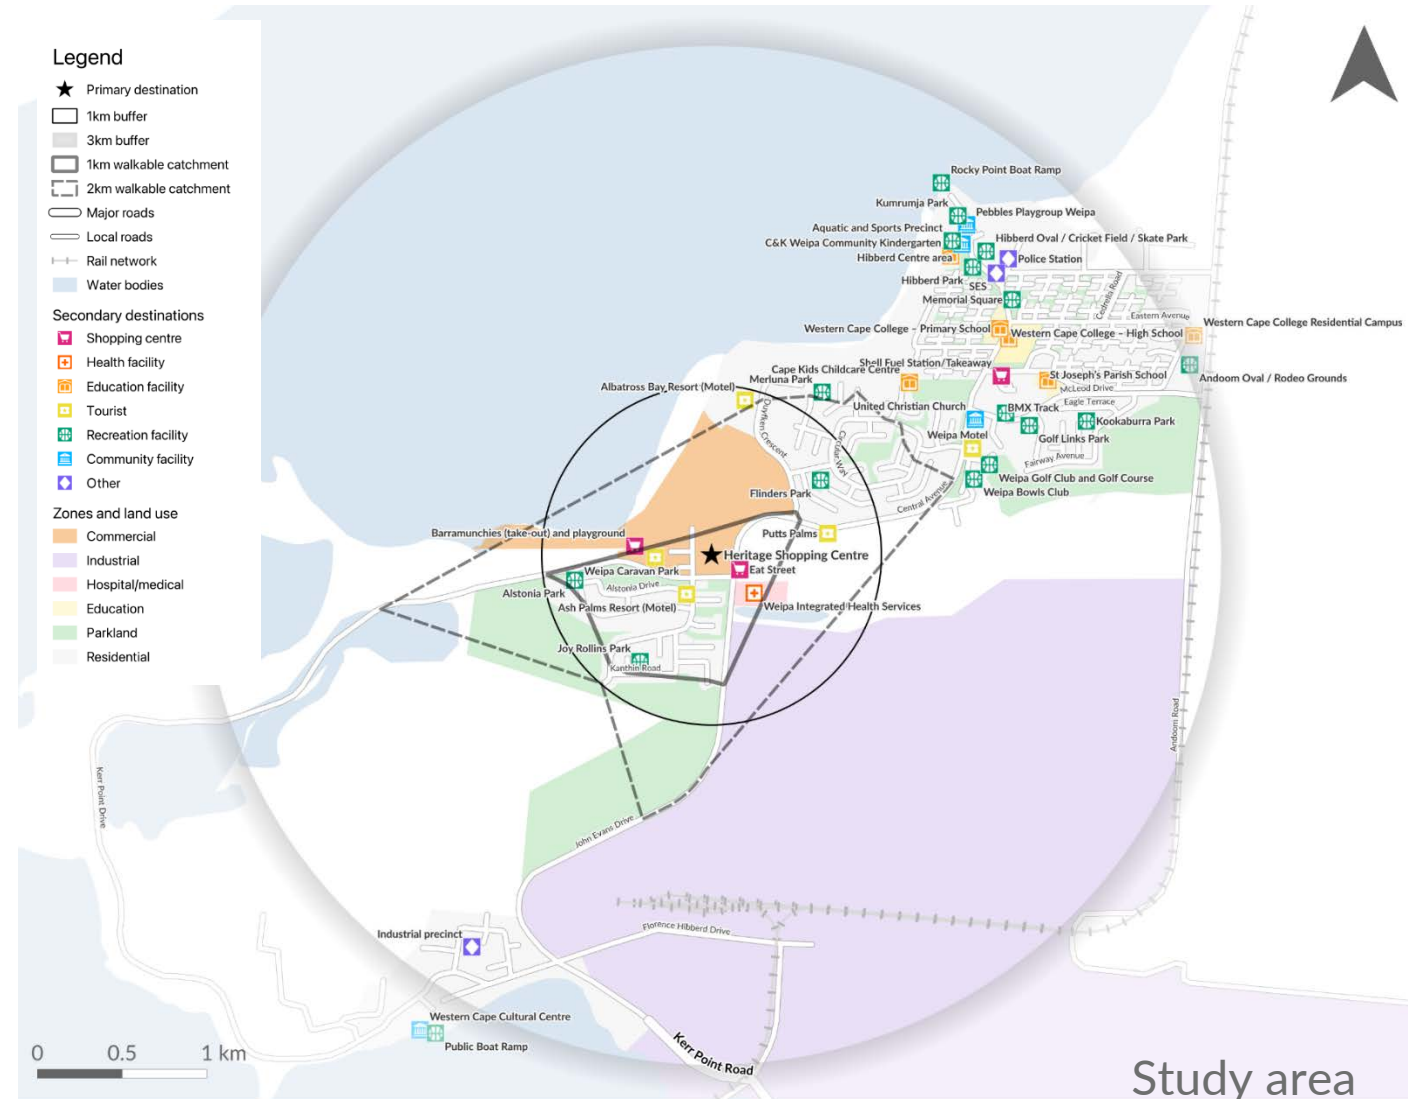 Legend
Primary destination
1km buffer
3km buffer
1km walkable catchment
2km walkable catchment
Major roads
Local roads
Rail network
Water bodies
Secondary destinations
Shopping centre
Health facility
Education facility
Tourist
Recreation facility
Community facility
Other
Zones and land use
Commercial
Industrial
Hospital/medical
Education
Parkland
Residential
Rocky Point Boat Ramp
Kumrumja Park
Pebbles Playgroup Weipa
Aquatic and Sports Precinct
C&K Weipa Community Kindergarten
Hibberd Oval / Cricket Field / Skate Park
Hibberd Centre area
Police Station
Hibberd Park
SES
Memorial Square
Cedrella Road
Eastern Avenue
Western Cape College – Primary School
Western Cape College – High School
Western Cape College Residential Campus
Shell Fuel Station/Takeaway
Cape Kids Childcare Centre
St Joseph's Parish School
Andoom Oval / Rodeo Grounds
Merluna Park
McLeod Drive
Albatross Bay Resort (Motel)
Eagle Terrace
United Christian Church
BMX Track
Kookaburra Park
Duyfken Crescent
Circular Way
Weipa Motel
Golf Links Park
Fairway Avenue
Weipa Golf Club and Golf Course
Flinders Park
Weipa Bowls Club
Central Avenue
Barramunchies (take-out) and playground
Putts Palms
Heritage Shopping Centre
Weipa Caravan Park
Eat Street
Alstonia Drive
Alstonia Park
Ash Palms Resort (Motel)
Weipa Integrated Health Services
Joy Rollins Park
Kanthin Road
Andoom Road
Kerr Point Drive
John Evans Drive
Industrial precinct
Florence Hibberd Drive
Western Cape Cultural Centre
Public Boat Ramp
Kerr Point Road
0 0.5 1 km
Study area